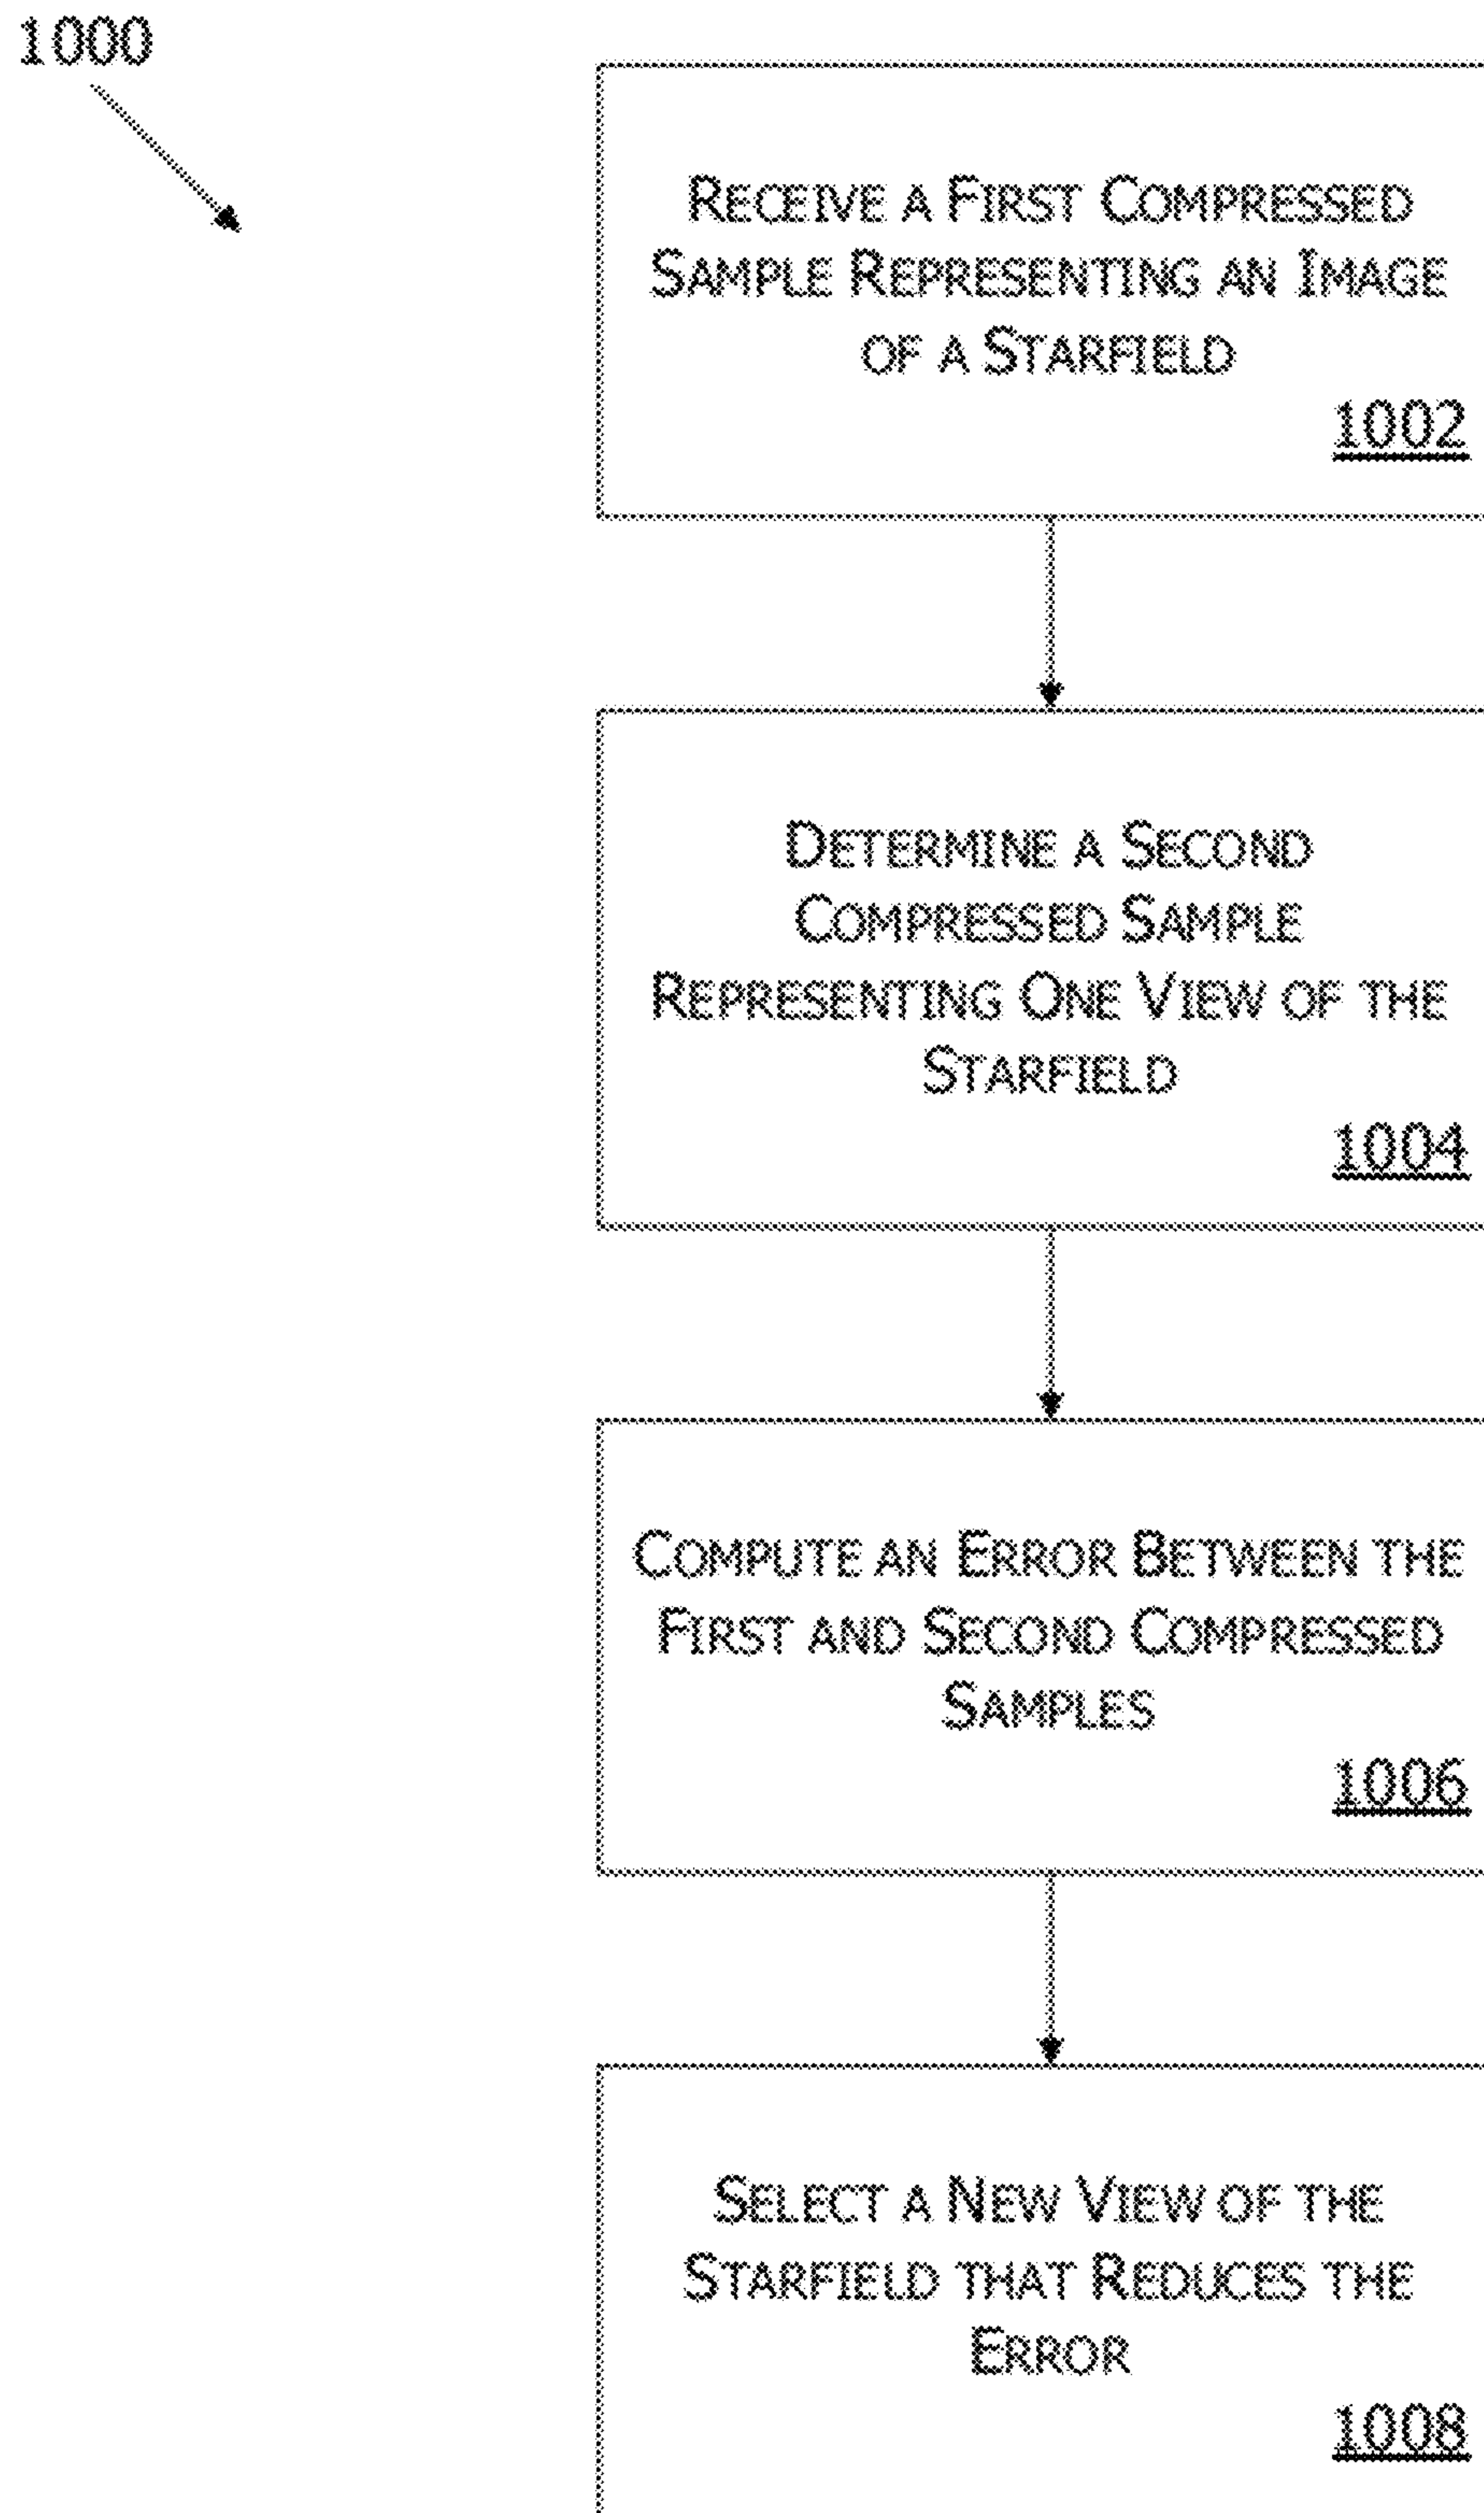 1000
Receive a First Compressed
Sample Representing an Image
of a Starfield
1002
Determine a Second
Compressed Sample
Representing One View of the
Starfield
1004
Compute an Error Between the
First and Second Compressed
Samples
1006
Select a New View of the
Starfield that Reduces the
Error
1008